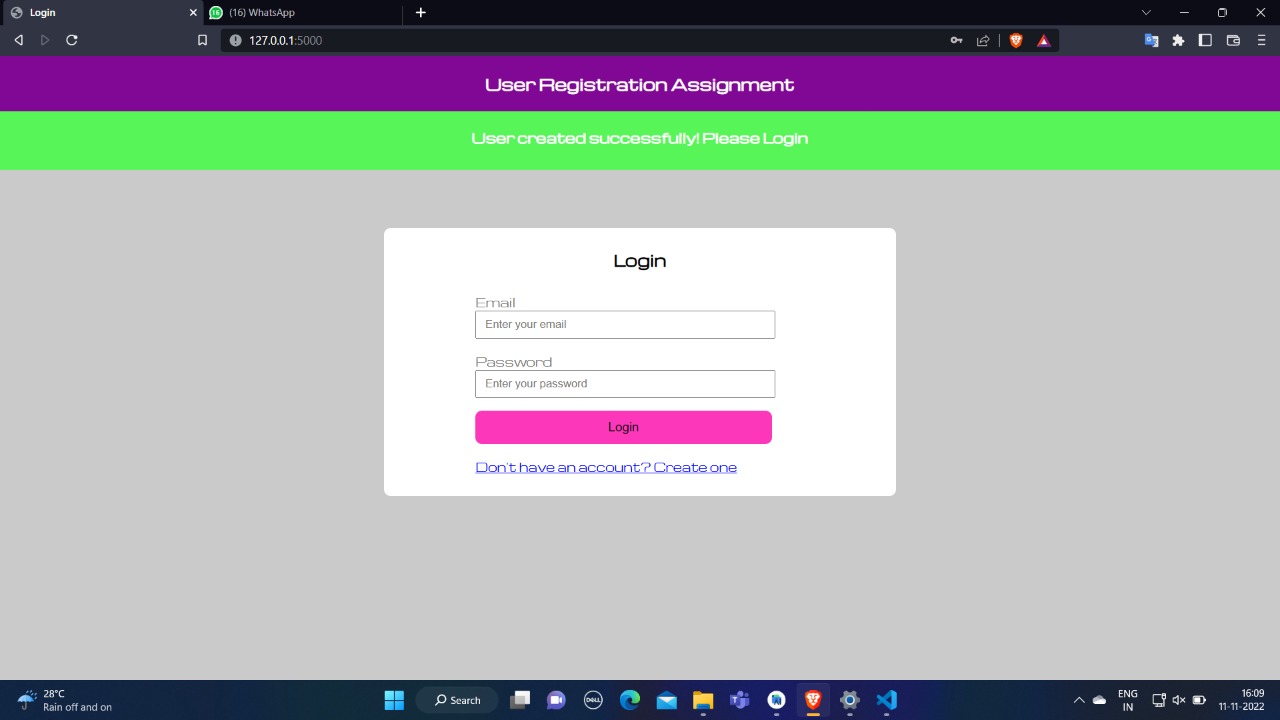 Login
(16) WhatsApp
127.0.0.1:5000
User Registration Assignment
User created successfully! Please Login
Login
Email
Enter your email
Password
Enter your password
Login
Don't have an account? Create one
28°C
Rain off and on
Search
DELL
ENG
IN
16:09
11-11-2022